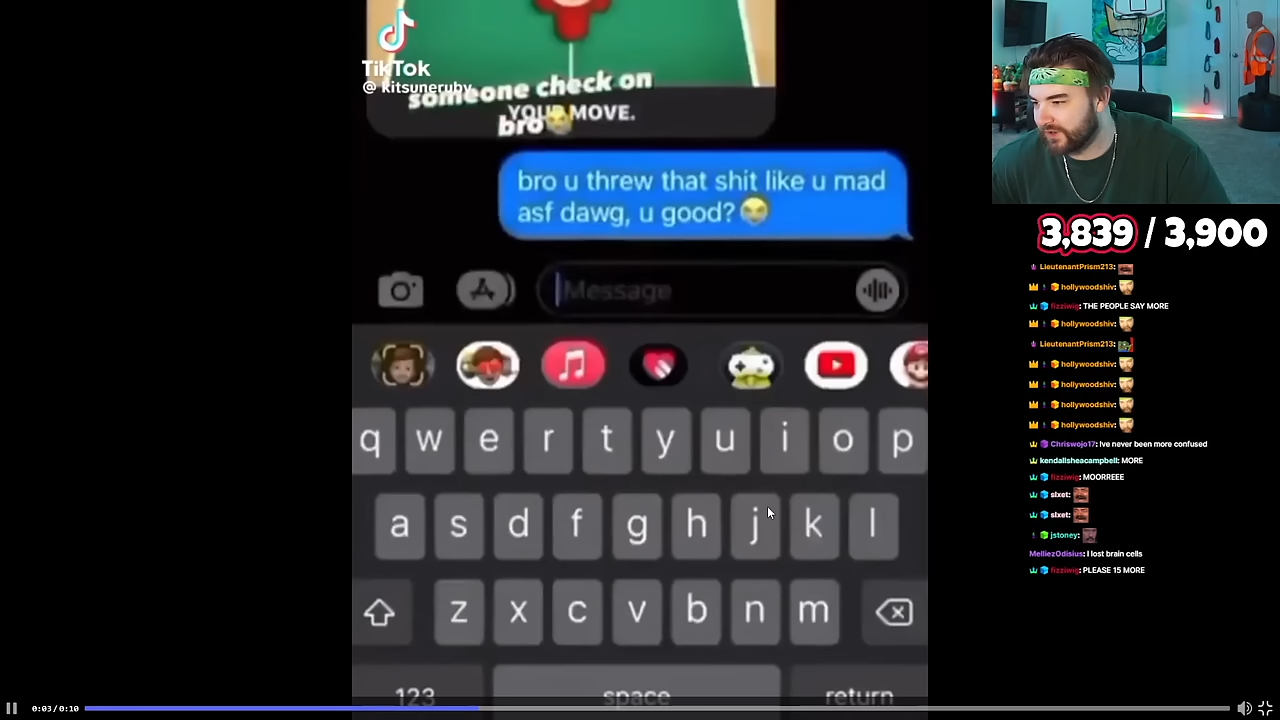 TikTok
@ kitsuneruby
someone check on
bro😂
YOUR MOVE.
bro u threw that shit like u mad
asf dawg, u good?😂
Message
q w e r t y u i o p
a s d f g h j k l
z x c v b n m
123 space return
0:03 / 0:10
3,839 / 3,900
LieutenantPrism213:
hollywoodshiv:
fizziwig: THE PEOPLE SAY MORE
hollywoodshiv:
LieutenantPrism213:
hollywoodshiv:
hollywoodshiv:
hollywoodshiv:
hollywoodshiv:
Chriswojo17: Ive never been more confused
kendallsheacampbell: MORE
fizziwig: MOORREEE
slxet:
slxet:
jstoney:
MelliezOdisius: I lost brain cells
fizziwig: PLEASE 15 MORE